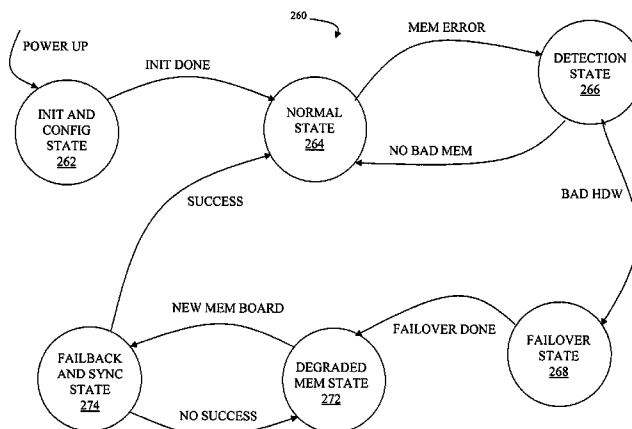 260
POWER UP
MEM ERROR
INIT DONE
DETECTION
STATE
266
INIT AND
CONFIG
STATE
262
NORMAL
STATE
264
NO BAD MEM
BAD HDW
SUCCESS
NEW MEM BOARD
FAILOVER DONE
FAILBACK
AND SYNC
STATE
274
DEGRADED
MEM STATE
272
FAILOVER
STATE
268
NO SUCCESS